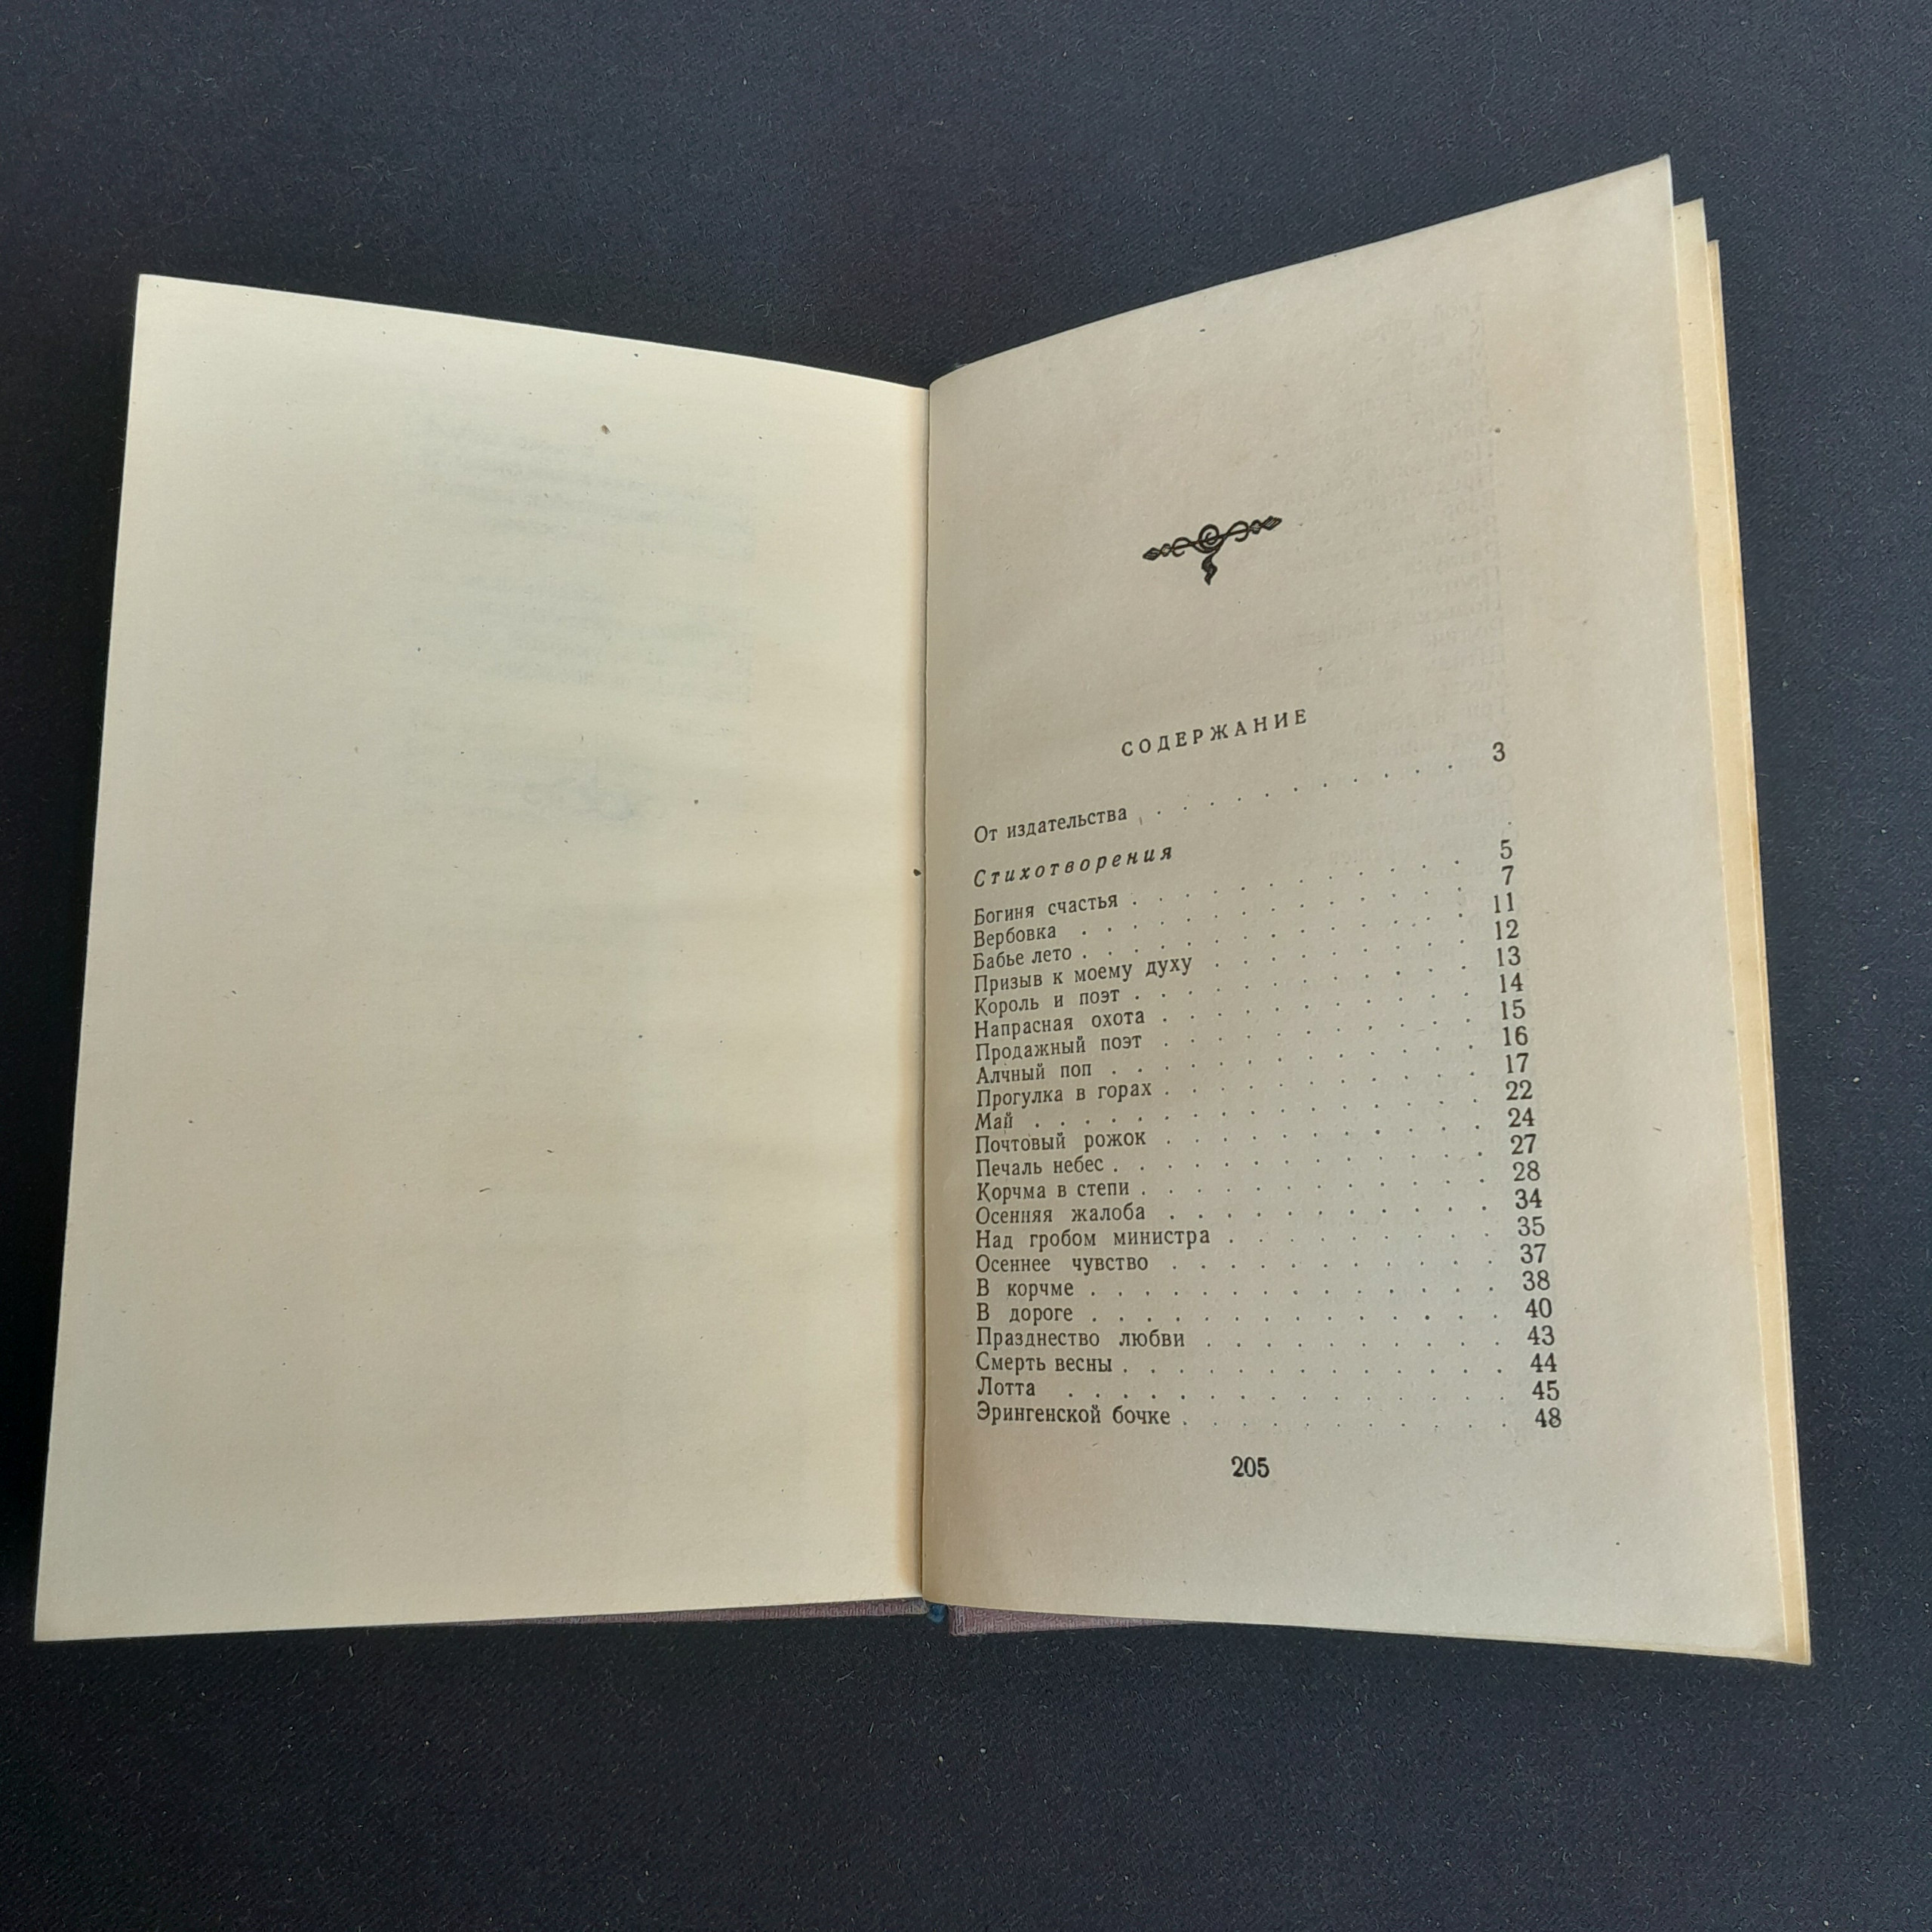 СОДЕРЖАНИЕ
От издательства . . . . . . . . . . . . 3
Стихотворения
Богиня счастья . . . . . . . . . . . . 5
Вербовка . . . . . . . . . . . . . . 7
Бабье лето . . . . . . . . . . . . . . 11
Призыв к моему духу . . . . . . . . . . 12
Король и поэт . . . . . . . . . . . . 13
Напрасная охота . . . . . . . . . . . . 14
Продажный поэт . . . . . . . . . . . . 15
Алчный поп . . . . . . . . . . . . . 16
Прогулка в горах . . . . . . . . . . . 17
Май . . . . . . . . . . . . . . . . 22
Почтовый рожок . . . . . . . . . . . . 24
Печаль небес . . . . . . . . . . . . . 27
Корчма в степи . . . . . . . . . . . . 28
Осенняя жалоба . . . . . . . . . . . . 34
Над гробом министра . . . . . . . . . . 35
Осеннее чувство . . . . . . . . . . . . 37
В корчме . . . . . . . . . . . . . . . 38
В дороге . . . . . . . . . . . . . . . 40
Празднество любви . . . . . . . . . . . 43
Смерть весны . . . . . . . . . . . . . 44
Лотта . . . . . . . . . . . . . . . . 45
Эрингенской бочке . . . . . . . . . . . 48
205